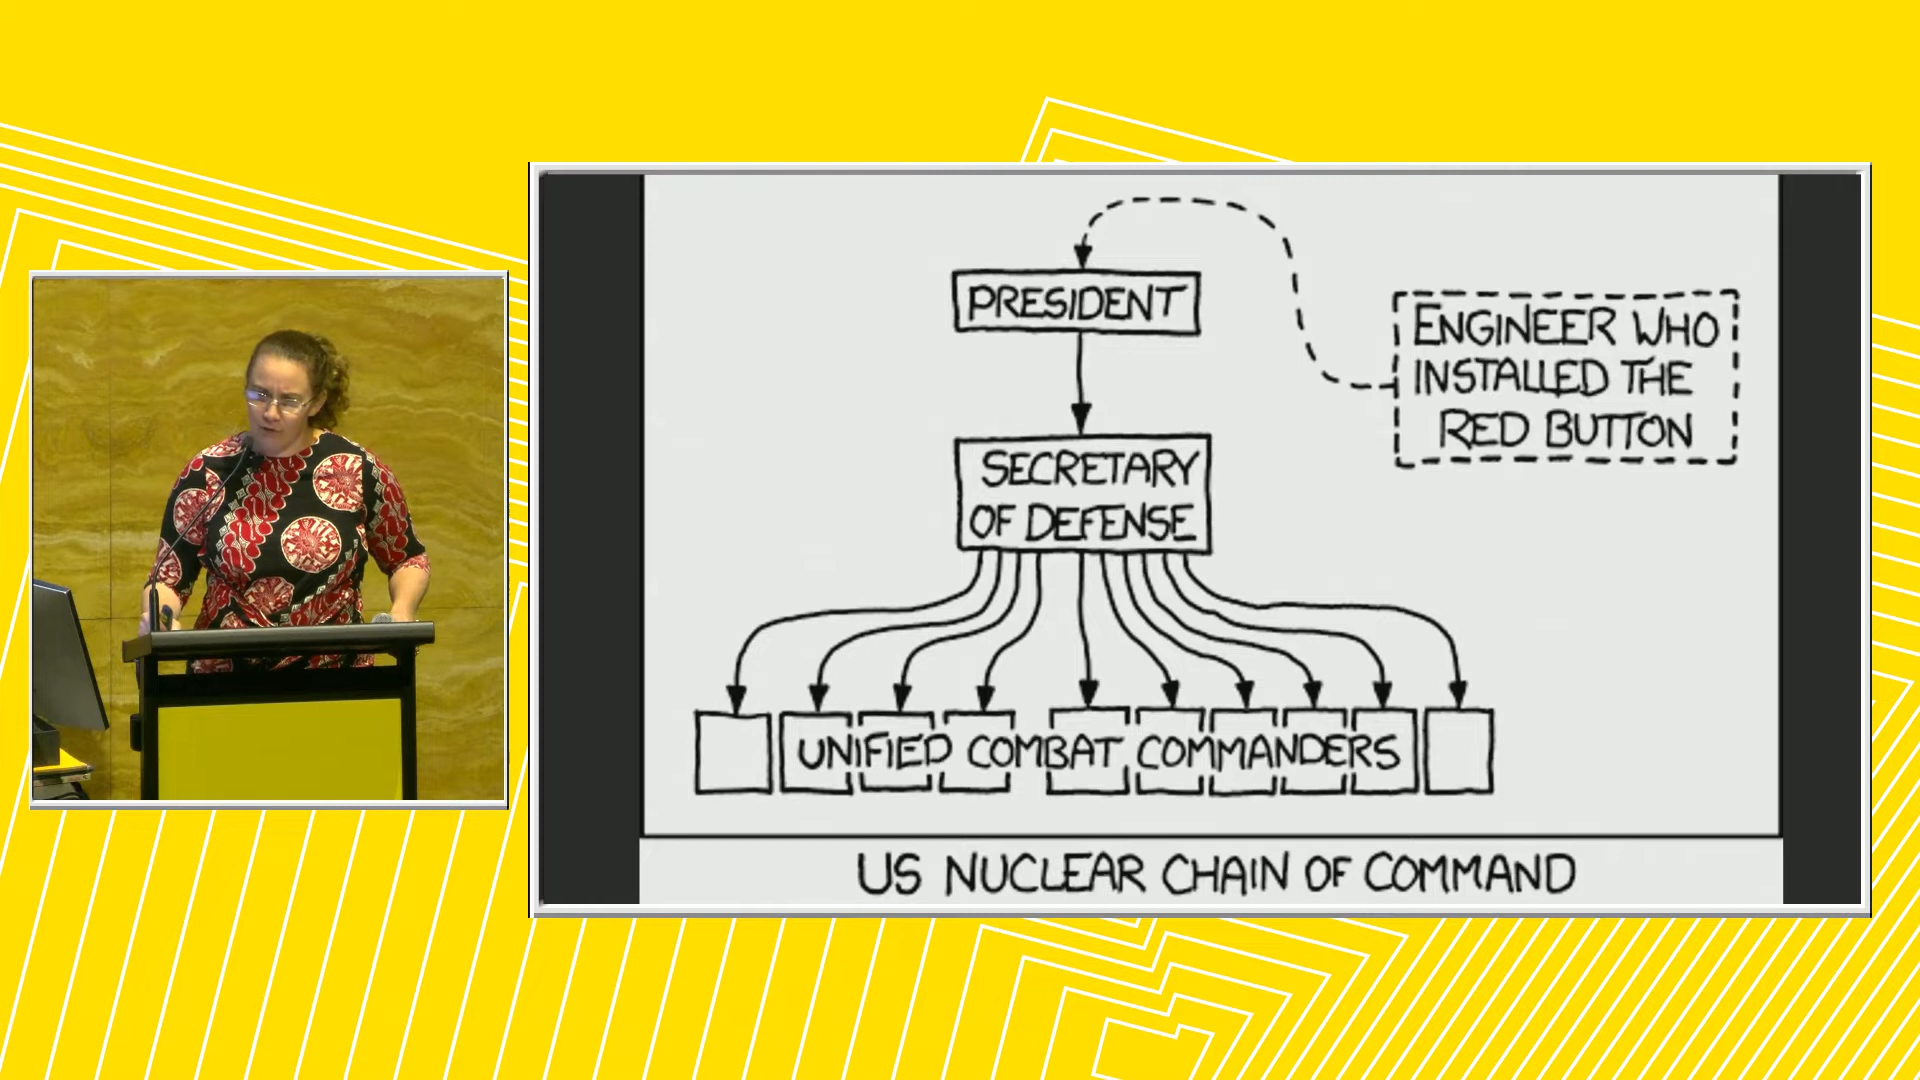 PRESIDENT
ENGINEER WHO
INSTALLED THE
RED BUTTON
SECRETARY
OF DEFENSE
UNIFIED COMBAT COMMANDERS
US NUCLEAR CHAIN OF COMMAND